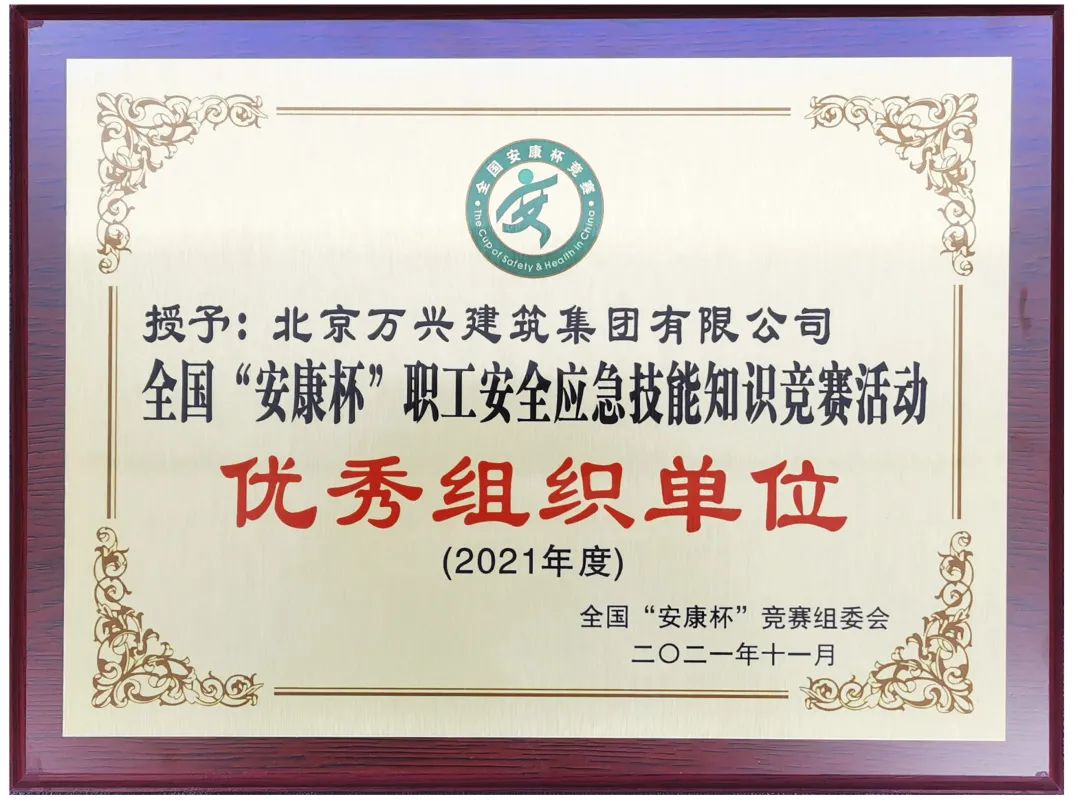 全国安康杯竞赛
The Cup of Safety & Health in China
授予：北京万兴建筑集团有限公司
全国“安康杯”职工安全应急技能知识竞赛活动
优秀组织单位
(2021年度)
全国“安康杯”竞赛组委会
二〇二一年十一月